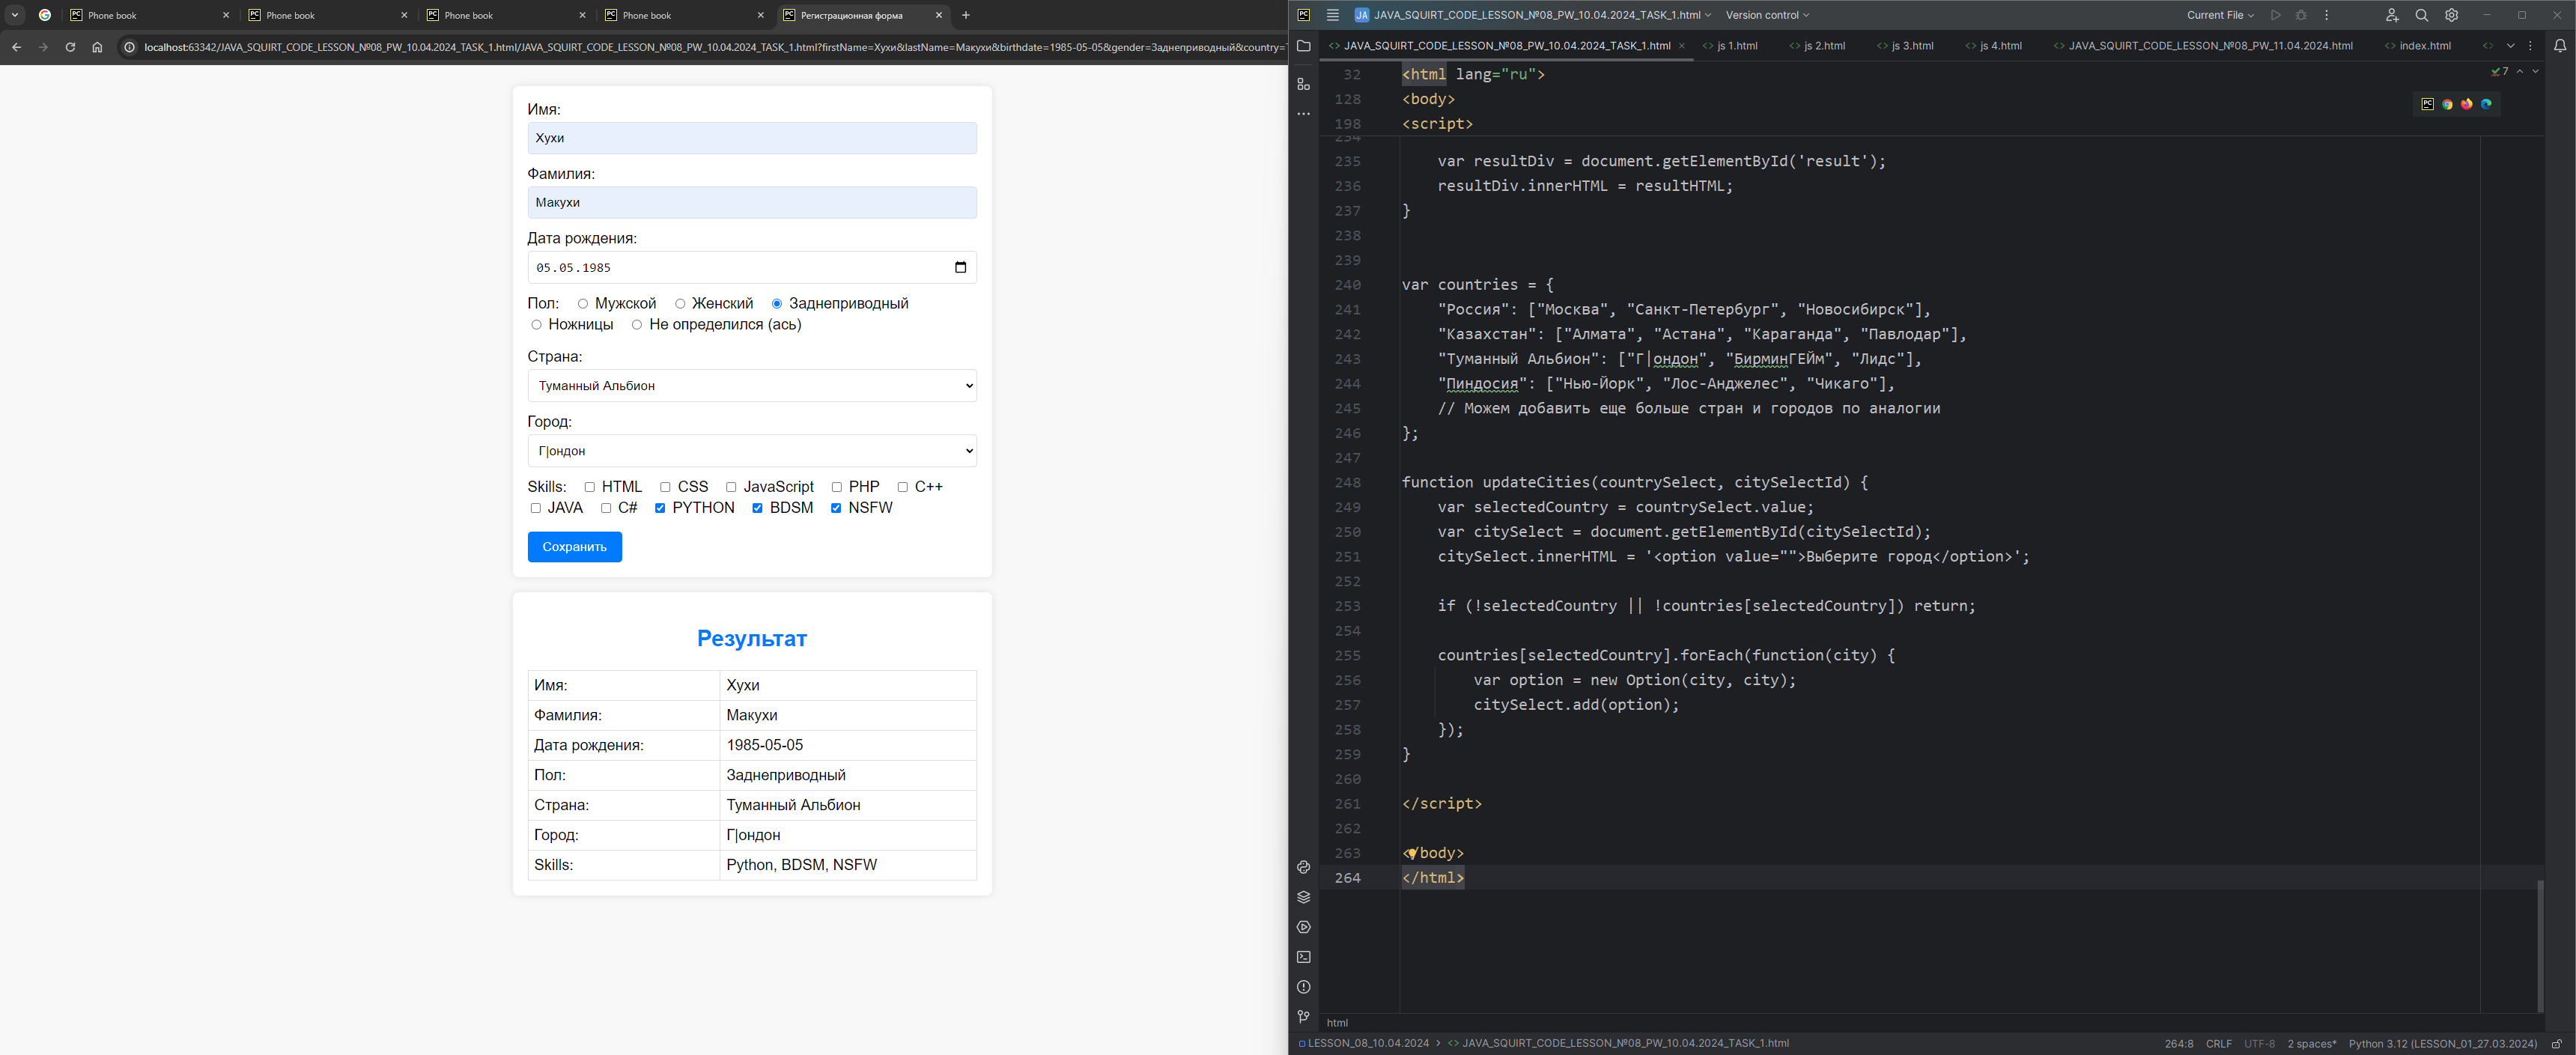 Phone book
Phone book
Phone book
Phone book
Регистрационная форма
localhost:63342/JAVA_SQUIRT_CODE_LESSON_№08_PW_10.04.2024_TASK_1.html/JAVA_SQUIRT_CODE_LESSON_№08_PW_10.04.2024_TASK_1.html?firstName=Хухи&lastName=Макухи&birthdate=1985-05-05&gender=Заднеприводный&country=
Имя:
Хухи
Фамилия:
Макухи
Дата рождения:
05.05.1985
Пол: Мужской Женский Заднеприводный
Ножницы Не определился (ась)
Страна:
Туманный Альбион
Город:
Г|ондон
Skills: HTML CSS JavaScript PHP C++
JAVA C# PYTHON BDSM NSFW
Сохранить
Результат
Имя: Хухи
Фамилия: Макухи
Дата рождения: 1985-05-05
Пол: Заднеприводный
Страна: Туманный Альбион
Город: Г|ондон
Skills: Python, BDSM, NSFW
PC JA JAVA_SQUIRT_CODE_LESSON_№08_PW_10.04.2024_TASK_1.html Version control Current File
JAVA_SQUIRT_CODE_LESSON_№08_PW_10.04.2024_TASK_1.html js 1.html js 2.html js 3.html js 4.html JAVA_SQUIRT_CODE_LESSON_№08_PW_11.04.2024.html index.html
7
32 <html lang="ru">
128 <body>
198 <script>
234
235 var resultDiv = document.getElementById('result');
236 resultDiv.innerHTML = resultHTML;
237 }
238
239
240 var countries = {
241 "Россия": ["Москва", "Санкт-Петербург", "Новосибирск"],
242 "Казахстан": ["Алмата", "Астана", "Караганда", "Павлодар"],
243 "Туманный Альбион": ["Г|ондон", "БирминГЕЙм", "Лидс"],
244 "Пиндосия": ["Нью-Йорк", "Лос-Анджелес", "Чикаго"],
245 // Можем добавить еще больше стран и городов по аналогии
246 };
247
248 function updateCities(countrySelect, citySelectId) {
249 var selectedCountry = countrySelect.value;
250 var citySelect = document.getElementById(citySelectId);
251 citySelect.innerHTML = '<option value="">Выберите город</option>';
252
253 if (!selectedCountry || !countries[selectedCountry]) return;
254
255 countries[selectedCountry].forEach(function(city) {
256 var option = new Option(city, city);
257 citySelect.add(option);
258 });
259 }
260
261 </script>
262
263 </body>
264 </html>
html
LESSON_08_10.04.2024 > JAVA_SQUIRT_CODE_LESSON_№08_PW_10.04.2024_TASK_1.html 264:8 CRLF UTF-8 2 spaces* Python 3.12 (LESSON_01_27.03.2024)